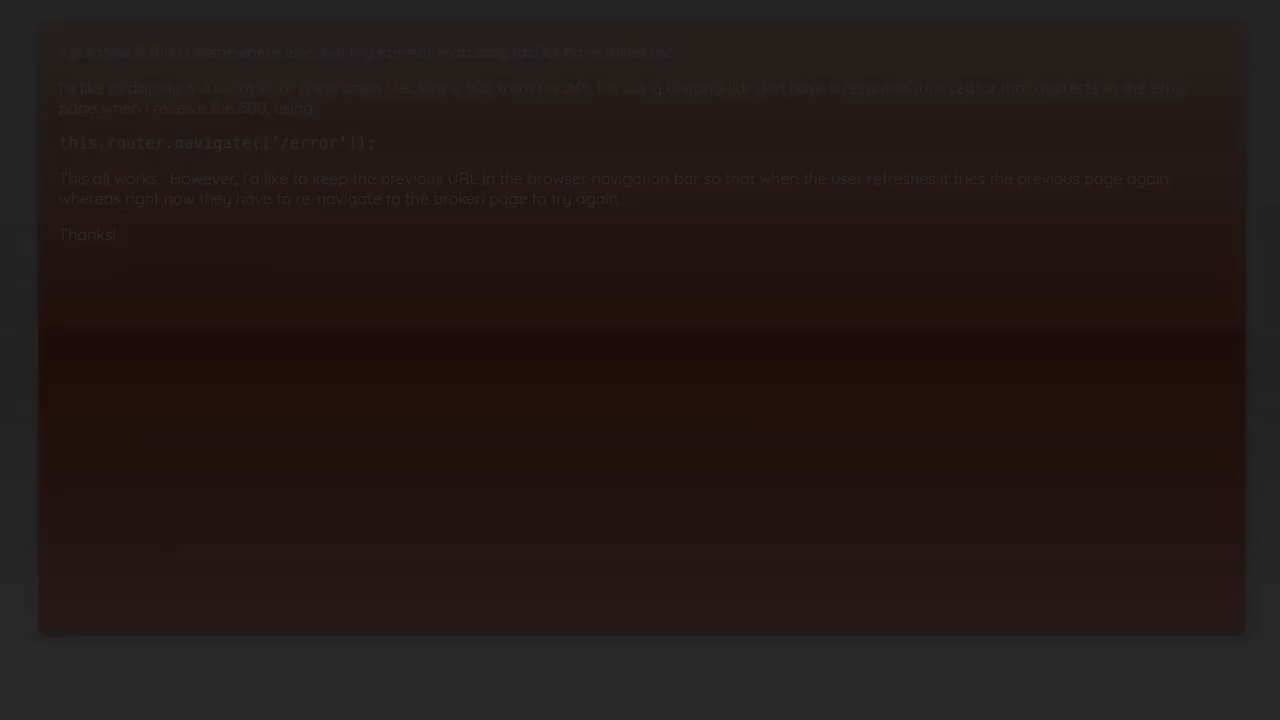 Apologies if this is somewhere else, but my normal searching tactics have failed me.
I'd like to display a custom error page when I receive a 500 from the API. I'm using restangular and have a response interceptor that redirects to the error
page when I receive the 500, using:
this.router.navigate(['/error']);
This all works.  However, I'd like to keep the previous URL in the browser navigation bar so that when the user refreshes it tries the previous page again,
whereas right now they have to re-navigate to the broken page to try again.
Thanks!